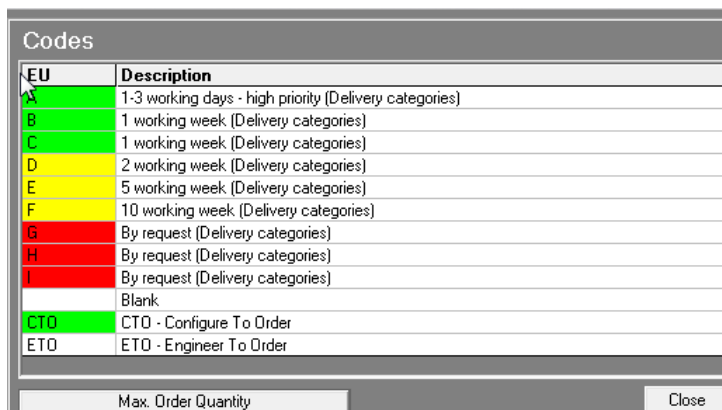 Codes
EU Description
A 1-3 working days - high priority (Delivery categories)
B 1 working week (Delivery categories)
C 1 working week (Delivery categories)
D 2 working week (Delivery categories)
E 5 working week (Delivery categories)
F 10 working week (Delivery categories)
G By request (Delivery categories)
H By request (Delivery categories)
I By request (Delivery categories)
Blank
CTO CTO - Configure To Order
ETO ETO - Engineer To Order
Max. Order Quantity Close